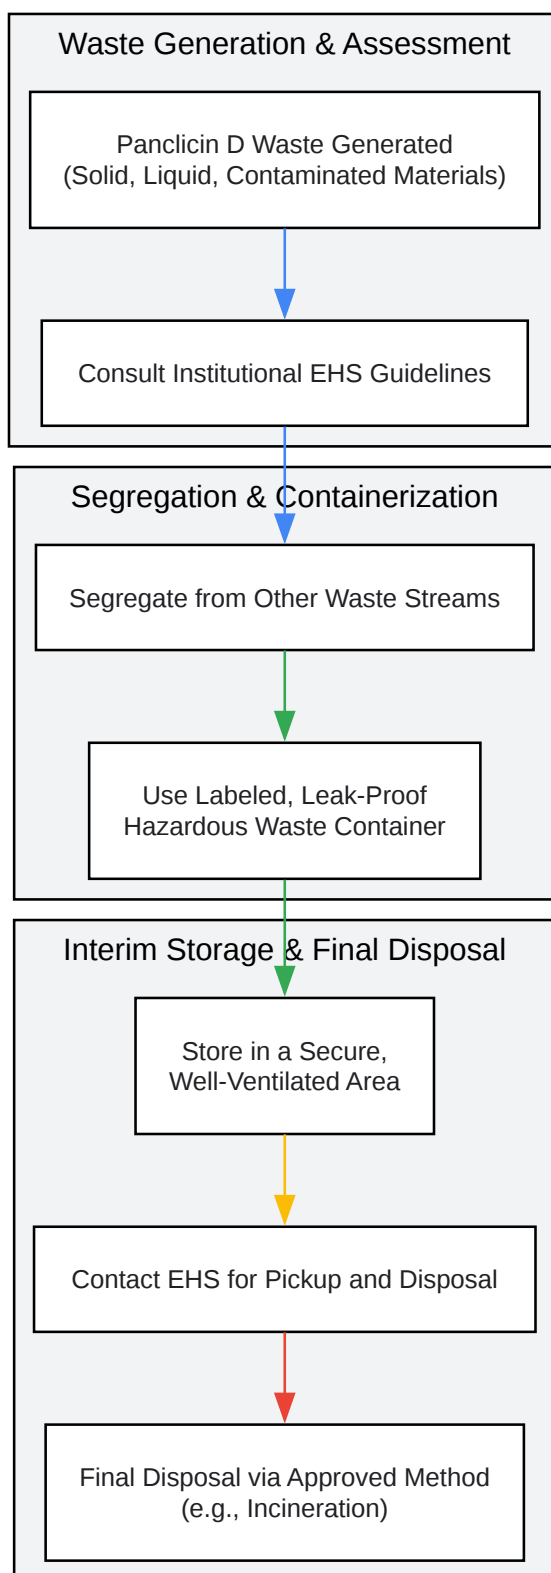 Waste Generation & Assessment
Panclicin D Waste Generated
(Solid, Liquid, Contaminated Materials)
Consult Institutional EHS Guidelines
Segregation & Containerization
Segregate from Other Waste Streams
Use Labeled, Leak-Proof
Hazardous Waste Container
Interim Storage & Final Disposal
Store in a Secure,
Well-Ventilated Area
Contact EHS for Pickup and Disposal
Final Disposal via Approved Method
(e.g., Incineration)